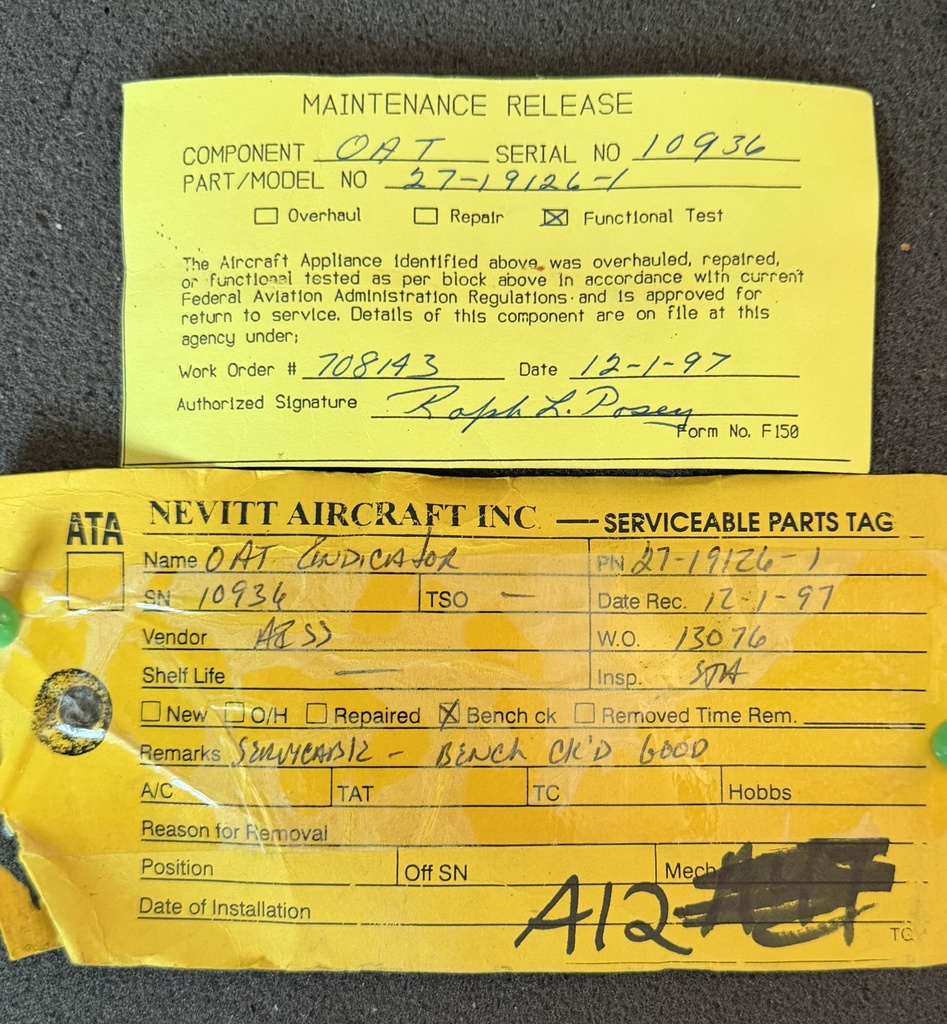 MAINTENANCE RELEASE
COMPONENT OAT SERIAL NO 10936
PART/MODEL NO 27-19126-1
Overhaul Repair Functional Test
The Aircraft Appliance identified above was overhauled, repaired,
or functional tested as per block above in accordance with current
Federal Aviation Administration Regulations and is approved for
return to service. Details of this component are on file at this
agency under;
Work Order # 708143 Date 12-1-97
Authorized Signature Ralph L. Posey
Form No. F150
ATA NEVITT AIRCRAFT INC — SERVICEABLE PARTS TAG
Name OAT INDICATOR PN 27-19126-1
SN 10936 TSO — Date Rec. 12-1-97
Vendor W.O. 13076
Shelf Life — Insp.
New O/H Repaired Bench ck Removed Time Rem.
Remarks SERVICABLE - BENCH CK'D GOOD
A/C TAT TC Hobbs
Reason for Removal
Position Off SN Mech
Date of Installation A12